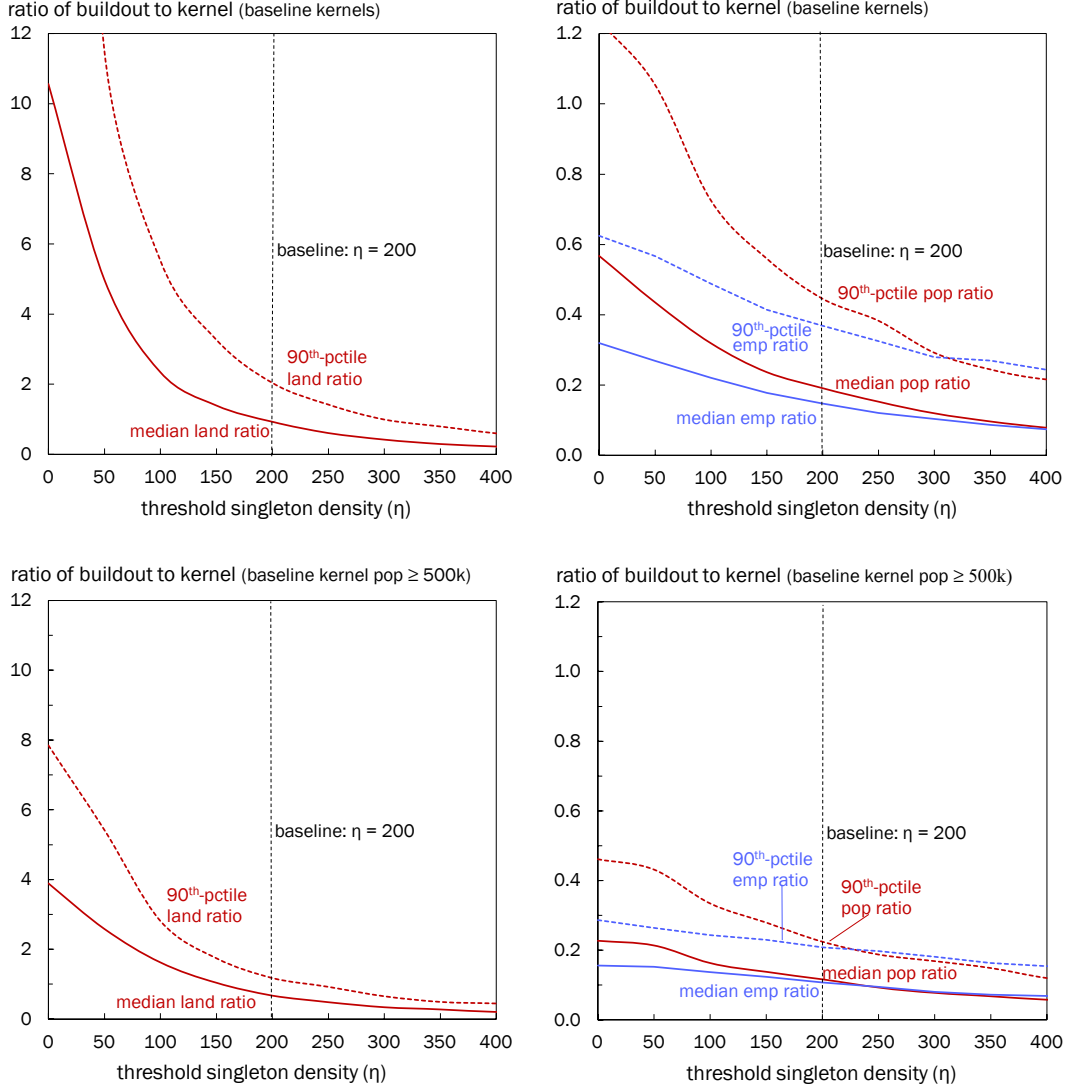 ratio of buildout to kernel (baseline kernels)
12
10
8
6
4
2
0
baseline: η = 200
90th-pctile
land ratio
median land ratio
0 50 100 150 200 250 300 350 400
threshold singleton density (η)
ratio of buildout to kernel (baseline kernels)
1.2
1.0
0.8
0.6
0.4
0.2
0.0
baseline: η = 200
90th-pctile pop ratio
90th-pctile
emp ratio
median pop ratio
median emp ratio
0 50 100 150 200 250 300 350 400
threshold singleton density (η)
ratio of buildout to kernel (baseline kernel pop ≥ 500k)
12
10
8
6
4
2
0
baseline: η = 200
90th-pctile
land ratio
median land ratio
0 50 100 150 200 250 300 350 400
threshold singleton density (η)
ratio of buildout to kernel (baseline kernel pop ≥ 500k)
1.2
1.0
0.8
0.6
0.4
0.2
0.0
baseline: η = 200
90th-pctile
emp ratio
90th-pctile
pop ratio
median pop ratio
median emp ratio
0 50 100 150 200 250 300 350 400
threshold singleton density (η)